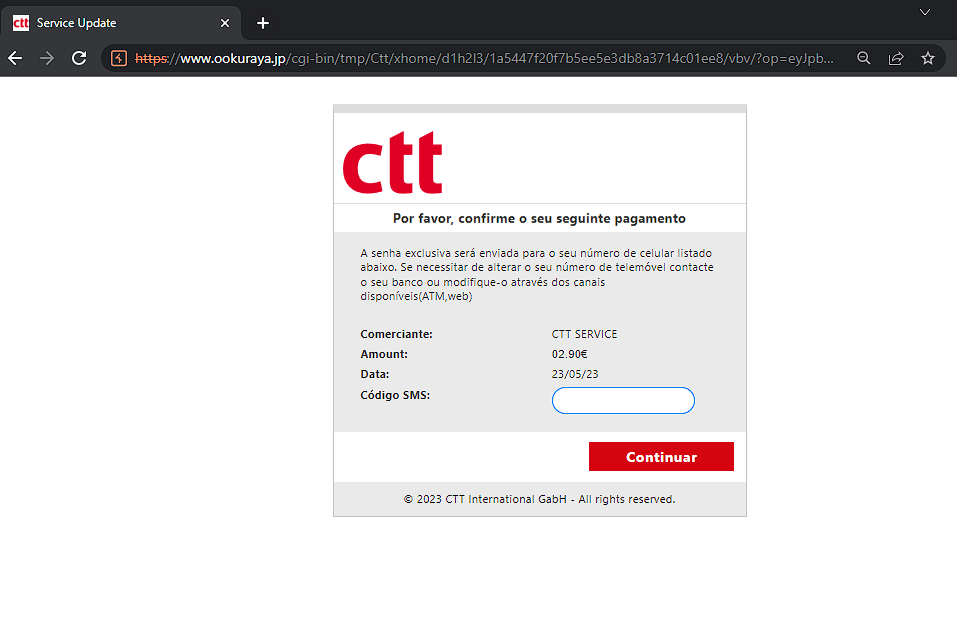 ctt Service Update
https://www.ookuraya.jp/cgi-bin/tmp/Ctt/xhome/d1h2l3/1a5447f20f7b5ee5e3db8a3714c01ee8/vbv/?op=eyJpb...
ctt
Por favor, confirme o seu seguinte pagamento
A senha exclusiva será enviada para o seu número de celular listado
abaixo. Se necessitar de alterar o seu número de telemóvel contacte
o seu banco ou modifique-o através dos canais
disponíveis(ATM,web)
Comerciante: CTT SERVICE
Amount: 02.90€
Data: 23/05/23
Código SMS:
Continuar
© 2023 CTT International GabH - All rights reserved.